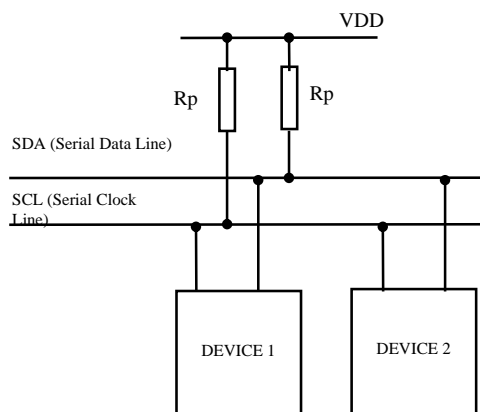 VDD
Rp
Rp
SDA (Serial Data Line)
SCL (Serial Clock
Line)
DEVICE 1
DEVICE 2